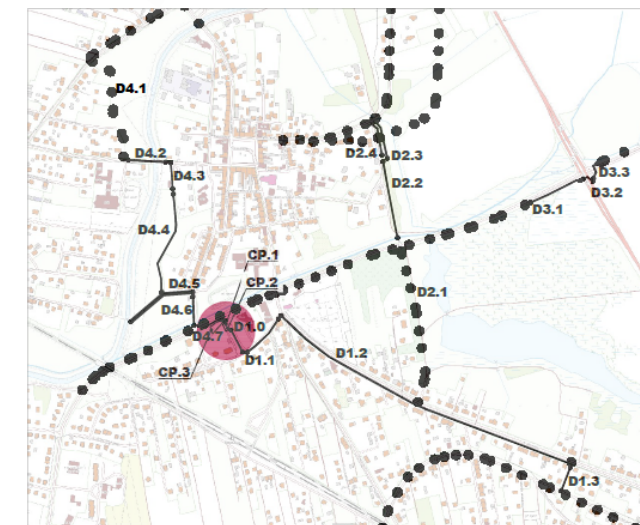 D4.1
D4.2
D2.4
D2.3
D4.3
D2.2
D3.3
D3.2
D3.1
D4.4
CP.1
CP.2
D4.5
D2.1
D4.6
D4.7
D1.0
D1.1
D1.2
CP.3
D1.3